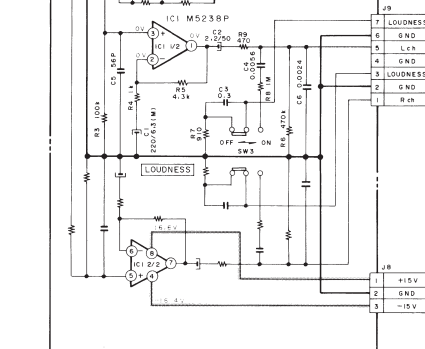 J9
IC1 M5238P
7 LOUDNESS
6 GND
5 Lch
4 GND
3 LOUDNESS
2 GND
1 Rch
0V
3
+
IC1 1/2
1
0V
0V
2
−
C2
2.2/50
R9
470
C5 56P
R5
4.3k
R4 1k
C1
220/6.3(M)
R3 100k
C3
0.3
R7
910
C4
0.0056
R8 1M
C6 0.0024
R6 470k
OFF ON
SW3
LOUDNESS
16.6V
6
−
8
IC1 2/2
7
5
+
4
−16.4V
J8
1 +15V
2 GND
3 −15V